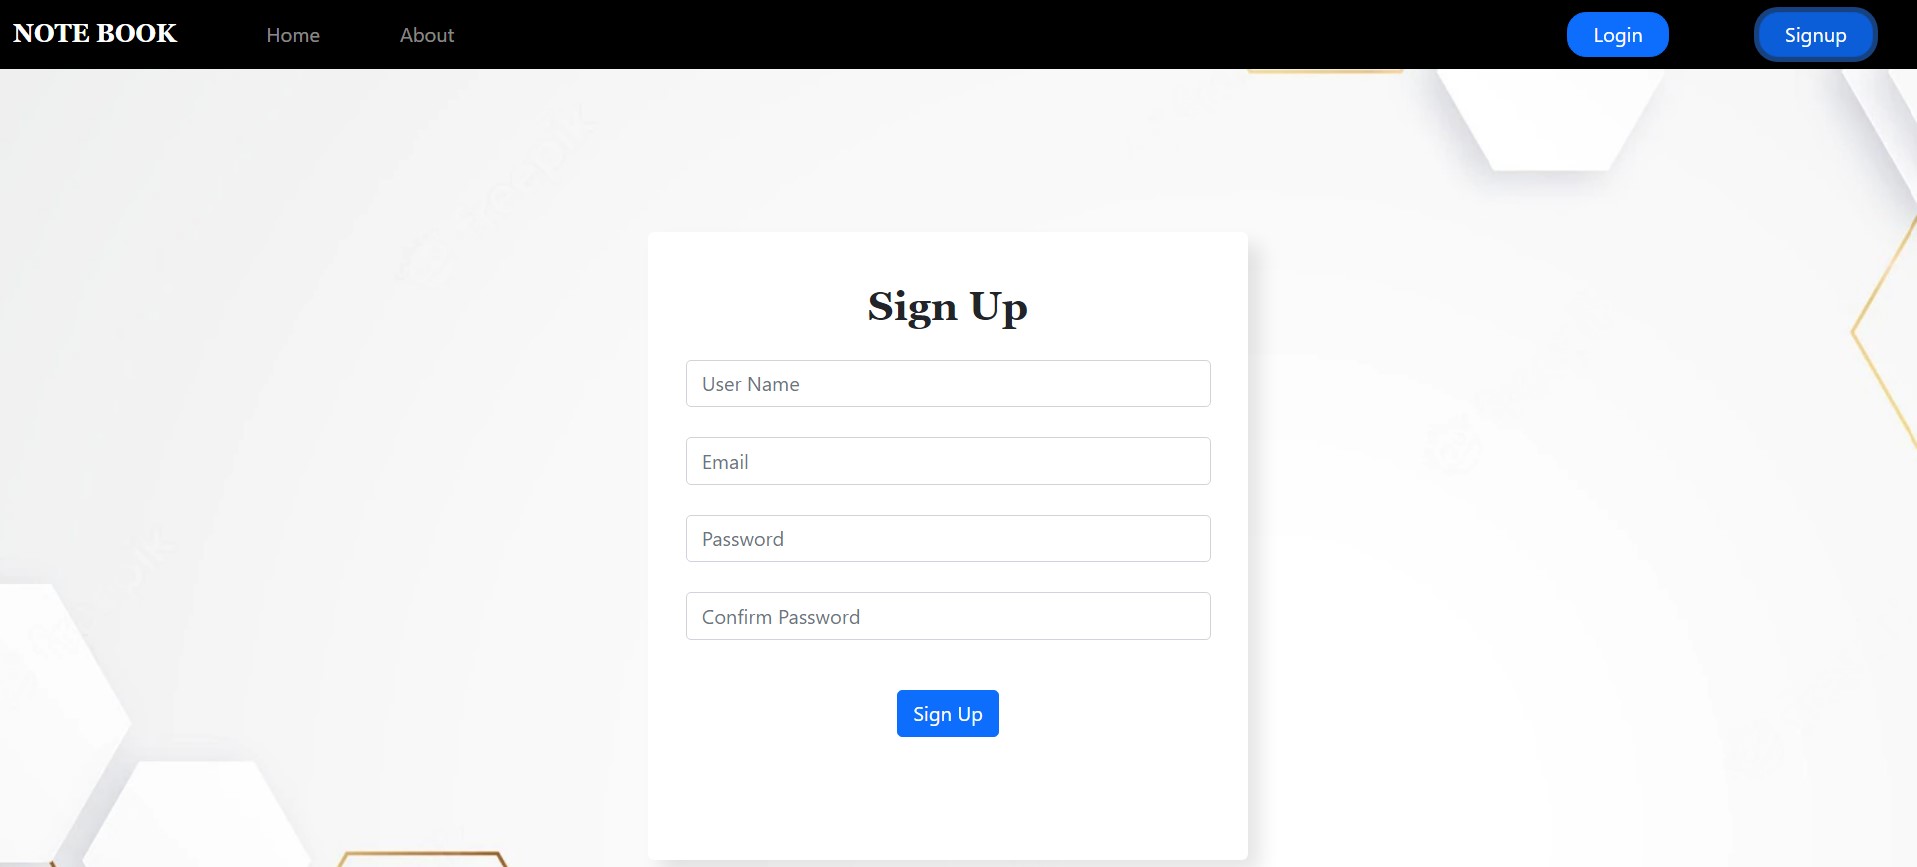 NOTE BOOK Home About Login Signup
Sign Up
User Name
Email
Password
Confirm Password
Sign Up